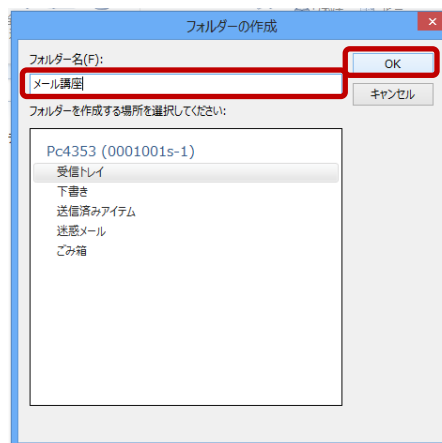 フォルダーの作成
×
フォルダー名(F):
OK
メール講座
キャンセル
フォルダーを作成する場所を選択してください:
Pc4353 (0001001s-1)
受信トレイ
下書き
送信済みアイテム
迷惑メール
ごみ箱